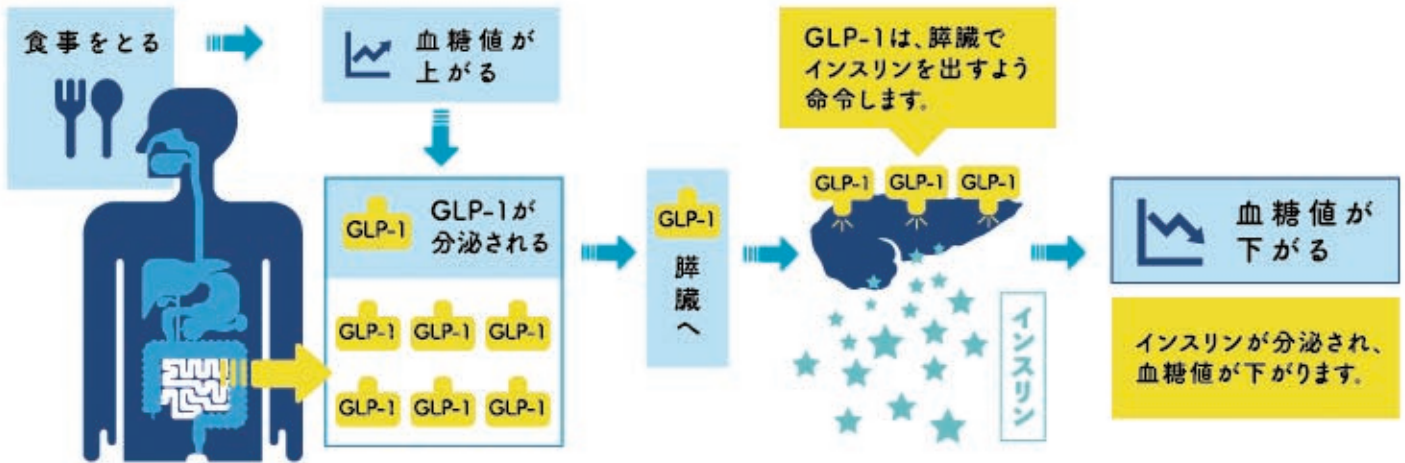 食事をとる
血糖値が
上がる
GLP-1が
分泌される
GLP-1
GLP-1
GLP-1
GLP-1
GLP-1
GLP-1
GLP-1
GLP-1
膵臓へ
GLP-1は、膵臓で
インスリンを出すよう
命令します。
GLP-1
GLP-1
GLP-1
インスリン
血糖値が
下がる
インスリンが分泌され、
血糖値が下がります。